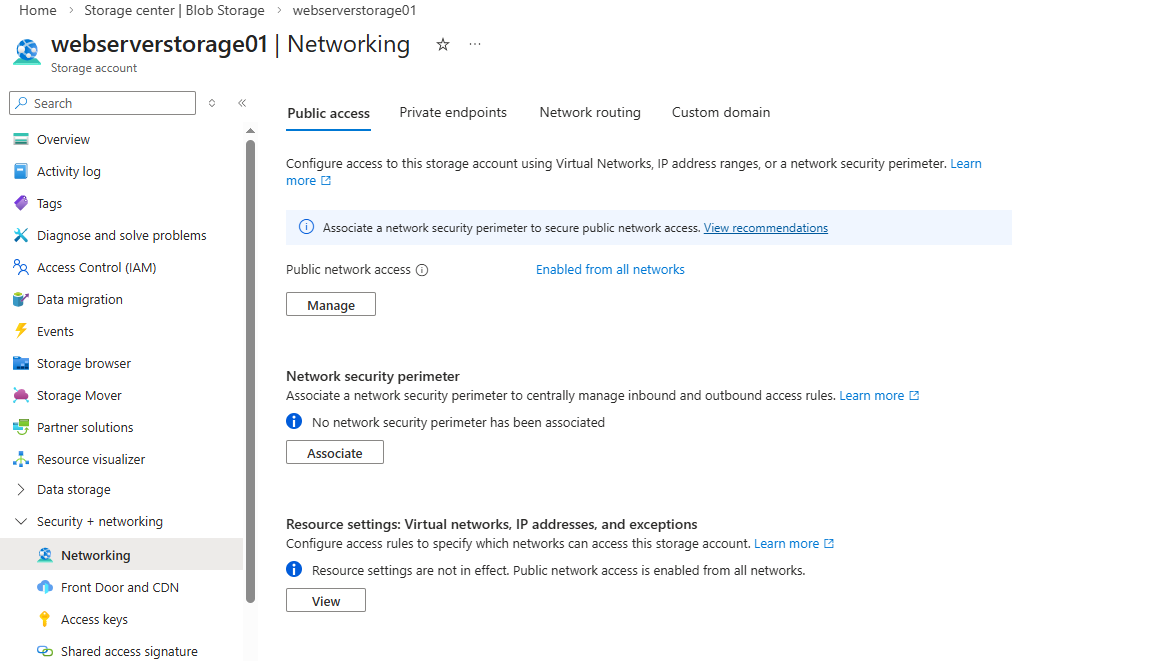 Home > Storage center | Blob Storage > webserverstorage01
webserverstorage01 | Networking ☆ ...
Storage account
Search
Overview
Activity log
Tags
Diagnose and solve problems
Access Control (IAM)
Data migration
Events
Storage browser
Storage Mover
Partner solutions
Resource visualizer
Data storage
Security + networking
Networking
Front Door and CDN
Access keys
Shared access signature
Public access Private endpoints Network routing Custom domain
Configure access to this storage account using Virtual Networks, IP address ranges, or a network security perimeter. Learn
more
Associate a network security perimeter to secure public network access. View recommendations
Public network access Enabled from all networks
Manage
Network security perimeter
Associate a network security perimeter to centrally manage inbound and outbound access rules. Learn more
No network security perimeter has been associated
Associate
Resource settings: Virtual networks, IP addresses, and exceptions
Configure access rules to specify which networks can access this storage account. Learn more
Resource settings are not in effect. Public network access is enabled from all networks.
View